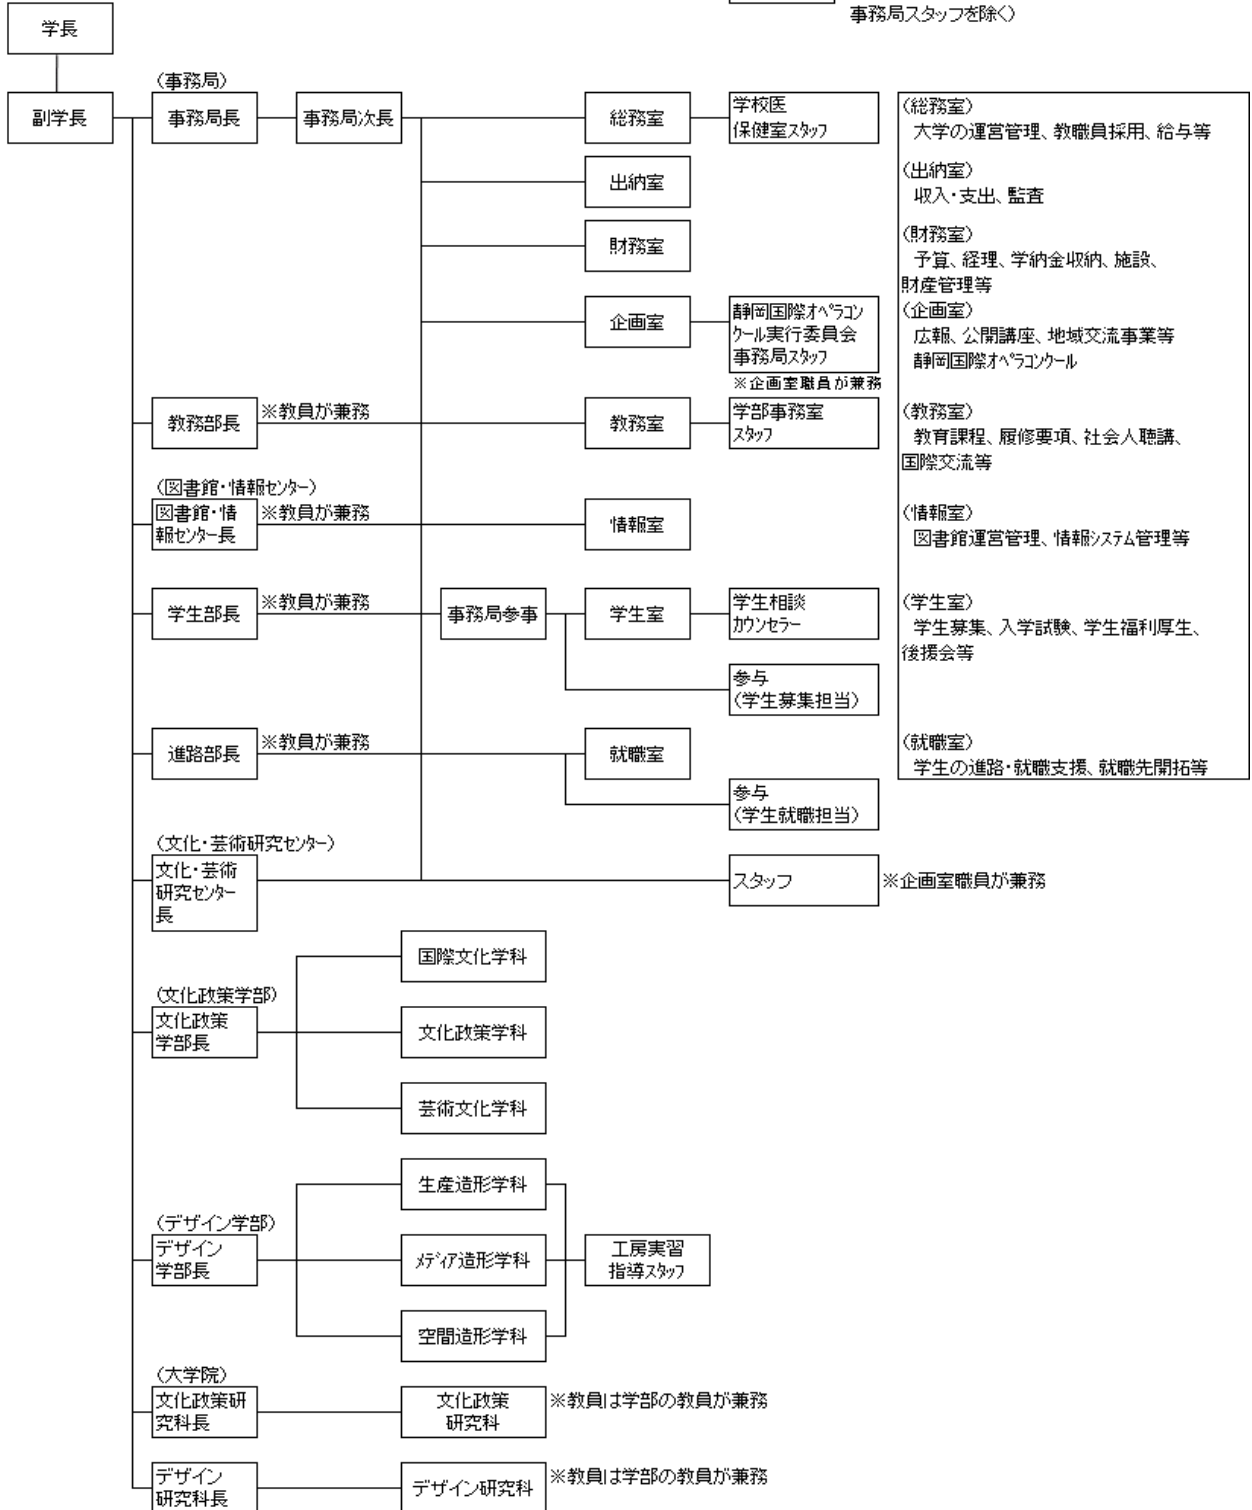 事務局スタッフを除く)
学長
(事務局)
副学長
事務局長
事務局次長
総務室
学校医
保健室スタッフ
出納室
財務室
企画室
静岡国際オペラコン
クール実行委員会
事務局スタッフ
※企画室職員が兼務
教務部長
※教員が兼務
教務室
学部事務室
スタッフ
(図書館・情報センター)
図書館・情
報センター長
※教員が兼務
情報室
学生部長
※教員が兼務
事務局参事
学生室
学生相談
カウンセラー
参与
(学生募集担当)
進路部長
※教員が兼務
就職室
参与
(学生就職担当)
(総務室)
大学の運営管理、教職員採用、給与等
(出納室)
収入・支出、監査
(財務室)
予算、経理、学納金収納、施設、
財産管理等
(企画室)
広報、公開講座、地域交流事業等
静岡国際オペラコンクール
(教務室)
教育課程、履修要項、社会人聴講、
国際交流等
(情報室)
図書館運営管理、情報システム管理等
(学生室)
学生募集、入学試験、学生福利厚生、
後援会等
(就職室)
学生の進路・就職支援、就職先開拓等
(文化・芸術研究センター)
文化・芸術
研究センター
長
スタッフ
※企画室職員が兼務
(文化政策学部)
文化政策
学部長
国際文化学科
文化政策学科
芸術文化学科
(デザイン学部)
デザイン
学部長
生産造形学科
メディア造形学科
空間造形学科
工房実習
指導スタッフ
(大学院)
文化政策研
究科長
文化政策
研究科
※教員は学部の教員が兼務
デザイン
研究科長
デザイン研究科
※教員は学部の教員が兼務